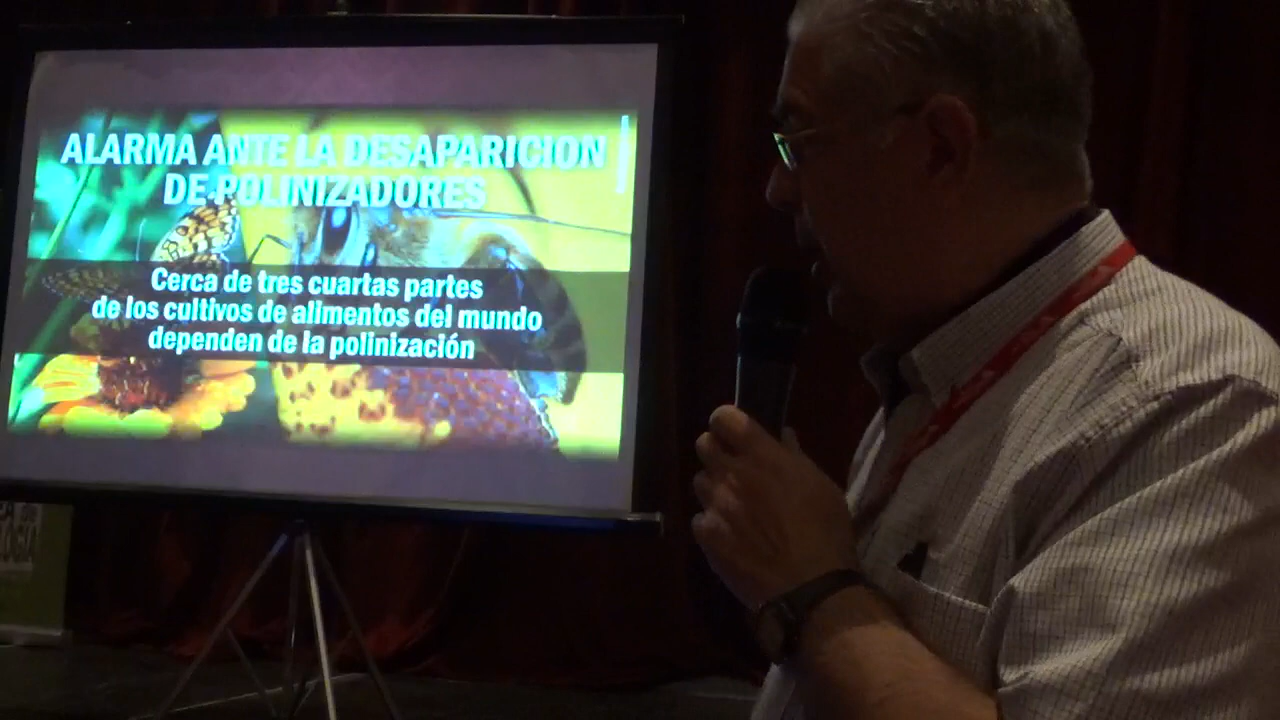 ALARMA ANTE LA DESAPARICION
DE POLINIZADORES
Cerca de tres cuartas partes
de los cultivos de alimentos del mundo
dependen de la polinización